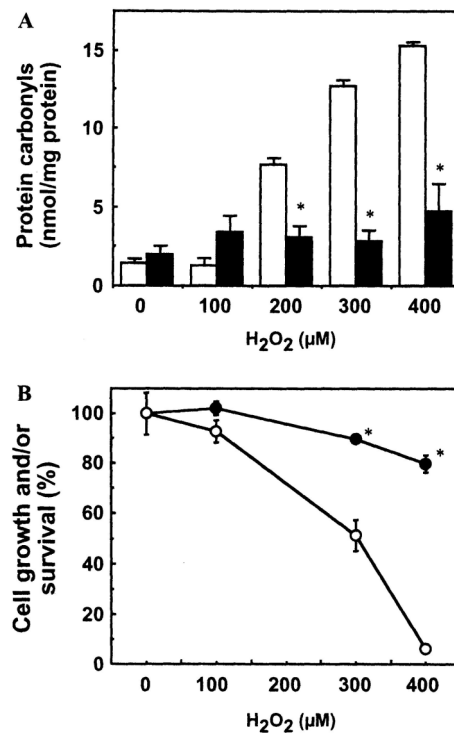 A
Protein carbonyls
(nmol/mg protein)
15
10
5
0
*
*
*
0 100 200 300 400
H2O2 (µM)
B
Cell growth and/or
survival (%)
100
80
60
40
20
0
*
*
0 100 200 300 400
H2O2 (µM)